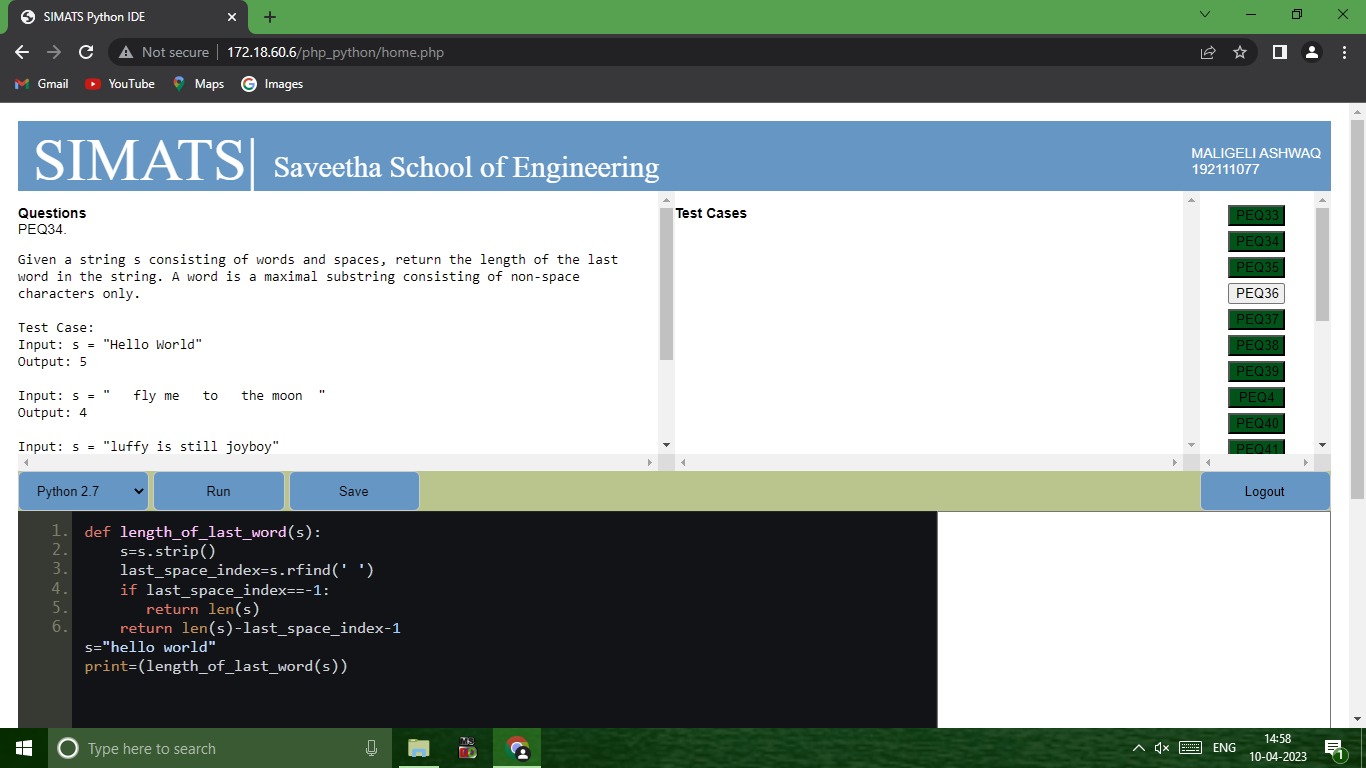 SIMATS Python IDE
Not secure
172.18.60.6/php_python/home.php
Gmail
YouTube
Maps
Images
SIMATS|
Saveetha School of Engineering
MALIGELI ASHWAQ
192111077
Questions
PEQ34.
Given a string s consisting of words and spaces, return the length of the last
word in the string. A word is a maximal substring consisting of non-space
characters only.
Test Case:
Input: s = "Hello World"
Output: 5
Input: s = "   fly me   to   the moon  "
Output: 4
Input: s = "luffy is still joyboy"
Test Cases
PEQ33
PEQ34
PEQ35
PEQ36
PEQ37
PEQ38
PEQ39
PEQ4
PEQ40
PEQ41
Python 2.7
Run
Save
Logout
1. def length_of_last_word(s):
2.     s=s.strip()
3.     last_space_index=s.rfind(' ')
4.     if last_space_index==-1:
5.        return len(s)
6.     return len(s)-last_space_index-1
s="hello world"
print=(length_of_last_word(s))
Type here to search
ENG
14:58
10-04-2023
1